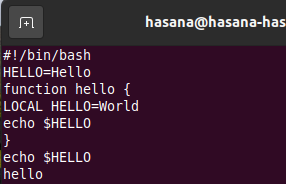 hasana@hasana-has
#!/bin/bash
HELLO=Hello
function hello {
LOCAL HELLO=World
echo $HELLO
}
echo $HELLO
hello